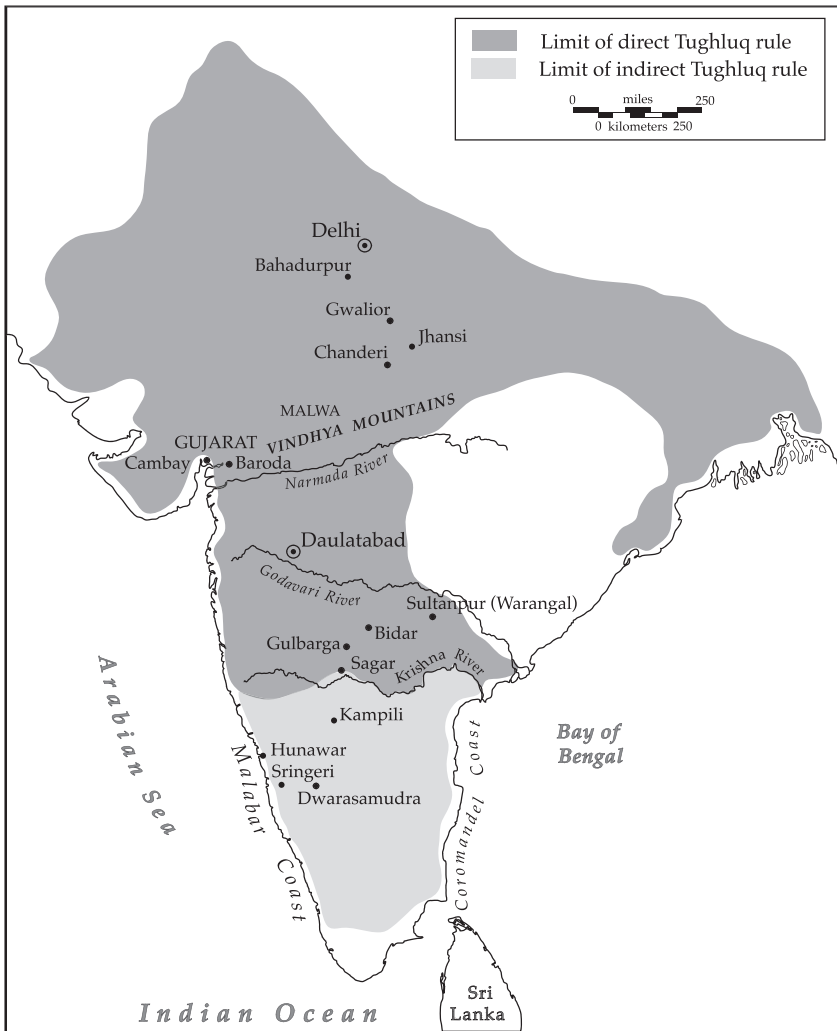 Limit of direct Tughluq rule
Limit of indirect Tughluq rule
0 miles 250
0 kilometers 250
Delhi
Bahadurpur
Gwalior
Jhansi
Chanderi
MALWA
VINDHYA MOUNTAINS
GUJARAT
Cambay
Baroda
Narmada River
Daulatabad
Godavari River
Sultanpur (Warangal)
Bidar
Gulbarga
Sagar
Krishna River
Kampili
Hunawar
Sringeri
Dwarasamudra
Arabian Sea
Malabar Coast
Coromandel Coast
Bay of
Bengal
Sri
Lanka
Indian Ocean